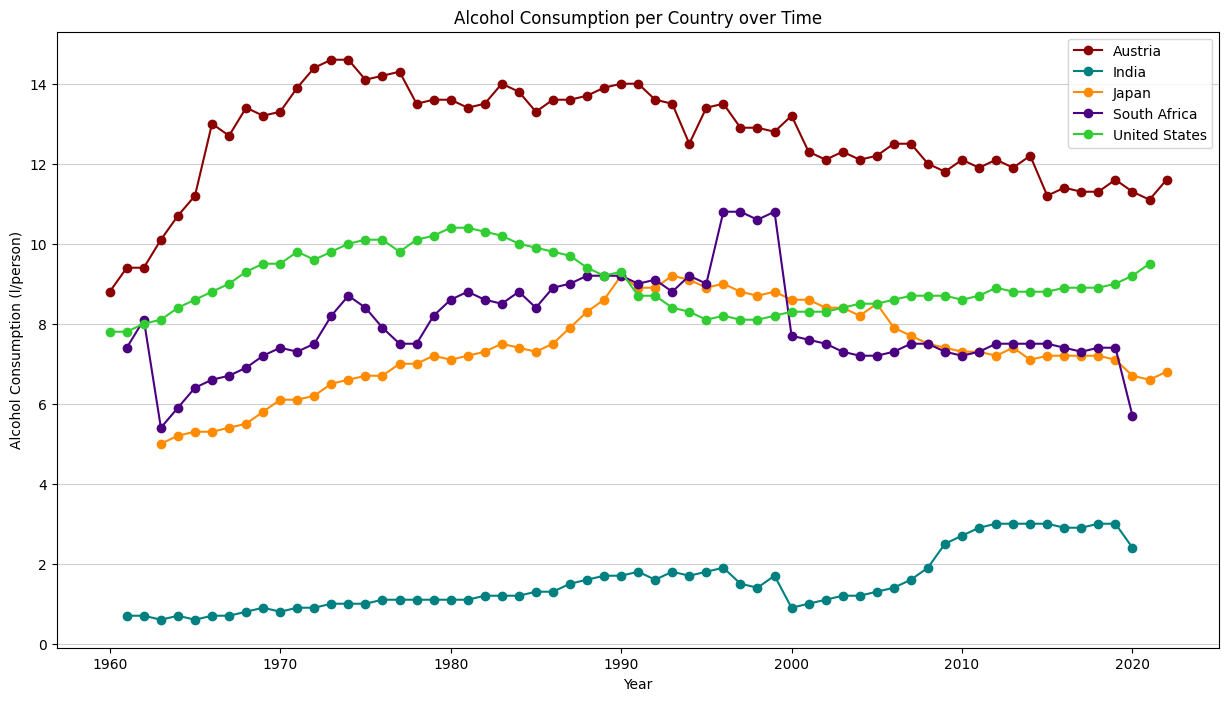 Alcohol Consumption per Country over Time
Austria
India
Japan
South Africa
United States
Alcohol Consumption (l/person)
14
12
10
8
6
4
2
0
1960 1970 1980 1990 2000 2010 2020
Year